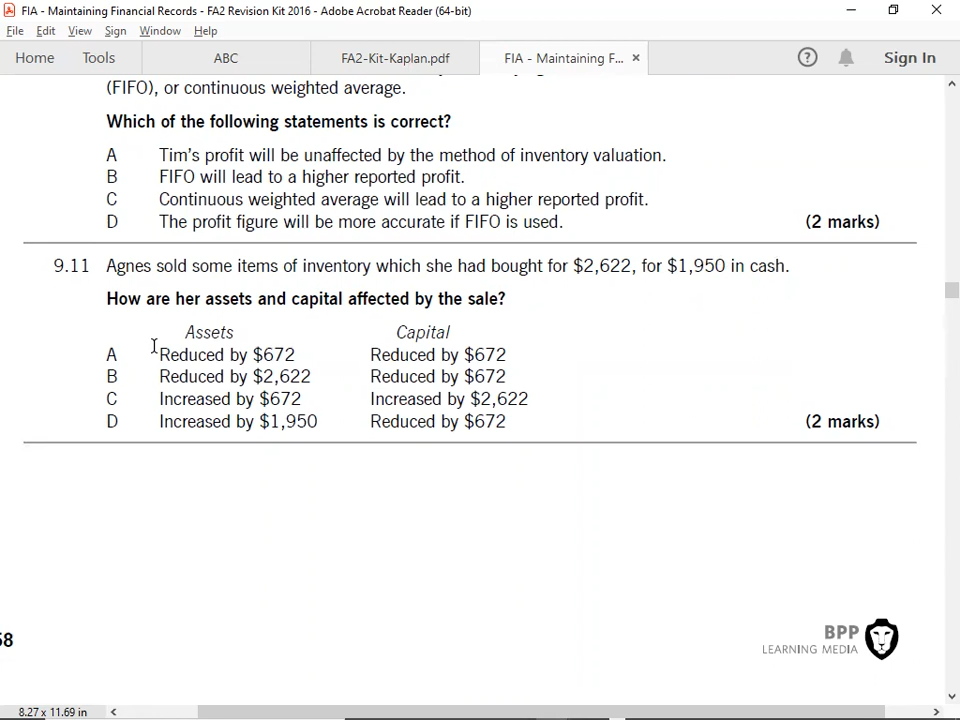 FIA - Maintaining Financial Records - FA2 Revision Kit 2016 - Adobe Acrobat Reader (64-bit)
File Edit View Sign Window Help
Home Tools ABC FA2-Kit-Kaplan.pdf FIA - Maintaining F... × ? Sign In
(FIFO), or continuous weighted average.
Which of the following statements is correct?
A Tim's profit will be unaffected by the method of inventory valuation.
B FIFO will lead to a higher reported profit.
C Continuous weighted average will lead to a higher reported profit.
D The profit figure will be more accurate if FIFO is used. (2 marks)
9.11 Agnes sold some items of inventory which she had bought for $2,622, for $1,950 in cash.
How are her assets and capital affected by the sale?
Assets Capital
A Reduced by $672 Reduced by $672
B Reduced by $2,622 Reduced by $672
C Increased by $672 Increased by $2,622
D Increased by $1,950 Reduced by $672 (2 marks)
BPP
LEARNING MEDIA
8.27 x 11.69 in